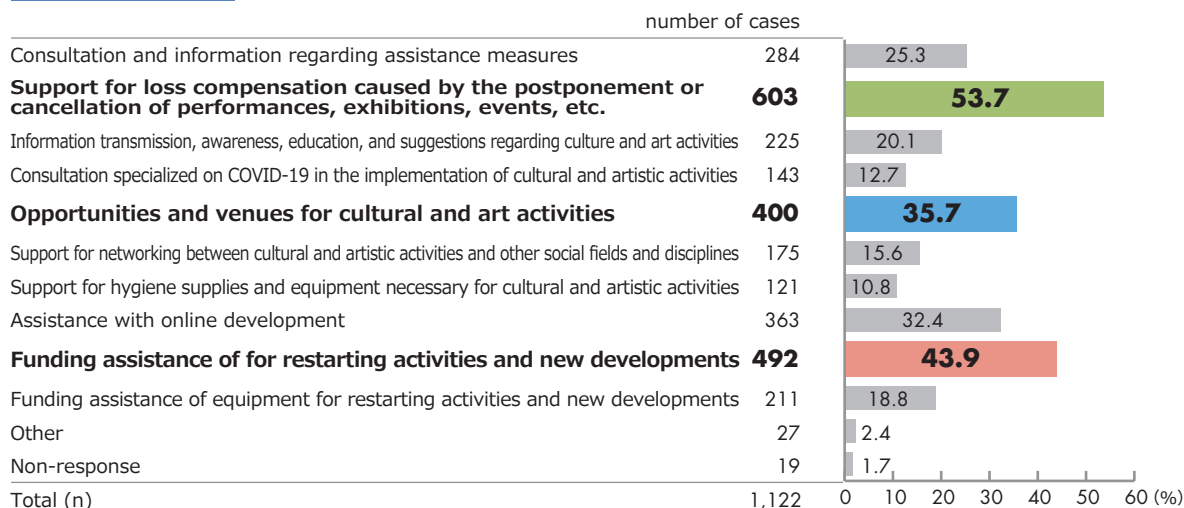 number of cases
Consultation and information regarding assistance measures 284 25.3
Support for loss compensation caused by the postponement or
cancellation of performances, exhibitions, events, etc. 603 53.7
Information transmission, awareness, education, and suggestions regarding culture and art activities 225 20.1
Consultation specialized on COVID-19 in the implementation of cultural and artistic activities 143 12.7
Opportunities and venues for cultural and art activities 400 35.7
Support for networking between cultural and artistic activities and other social fields and disciplines 175 15.6
Support for hygiene supplies and equipment necessary for cultural and artistic activities 121 10.8
Assistance with online development 363 32.4
Funding assistance of for restarting activities and new developments 492 43.9
Funding assistance of equipment for restarting activities and new developments 211 18.8
Other 27 2.4
Non-response 19 1.7
Total (n) 1,122 0 10 20 30 40 50 60 (%)